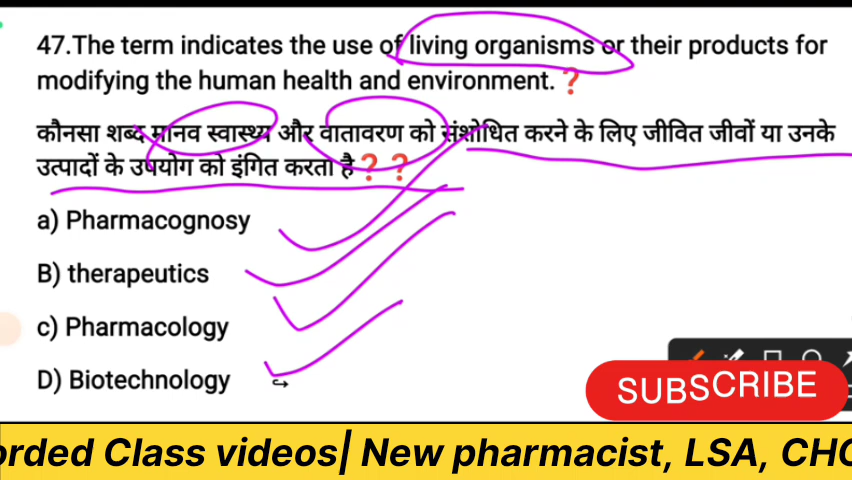 47.The term indicates the use of living organisms or their products for
modifying the human health and environment. ❓
कौनसा शब्द मानव स्वास्थ्य और वातावरण को संशोधित करने के लिए जीवित जीवों या उनके
उत्पादों के उपयोग को इंगित करता है❓❓
a) Pharmacognosy
B) therapeutics
c) Pharmacology
D) Biotechnology
SUBSCRIBE
orded Class videos| New pharmacist, LSA, CHO